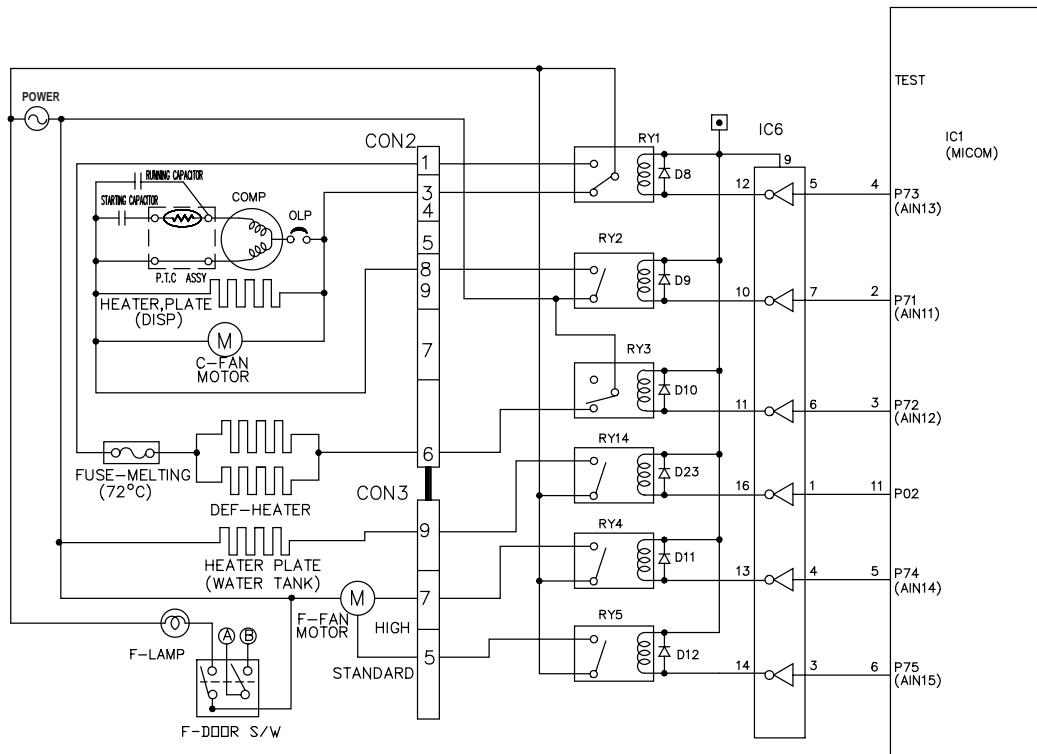 TEST
POWER
IC1
(MICOM)
CON2
RY1
IC6
1
9
RUNNING CAPACITOR
D8
12
5
4
P73
(AIN13)
3
STARTING CAPACITOR
COMP
OLP
4
5
RY2
P.T.C ASSY
8
HEATER,PLATE
(DISP)
9
D9
10
7
2
P71
(AIN11)
M
C-FAN
MOTOR
7
RY3
D10
11
6
3
P72
(AIN12)
RY14
6
FUSE-MELTING
(72°C)
DEF-HEATER
CON3
D23
16
1
11
P02
9
RY4
HEATER PLATE
(WATER TANK)
D11
13
4
5
P74
(AIN14)
M
F-FAN
MOTOR
HIGH
7
RY5
F-LAMP
A
B
STANDARD
5
D12
14
3
6
P75
(AIN15)
F-DOOR S/W